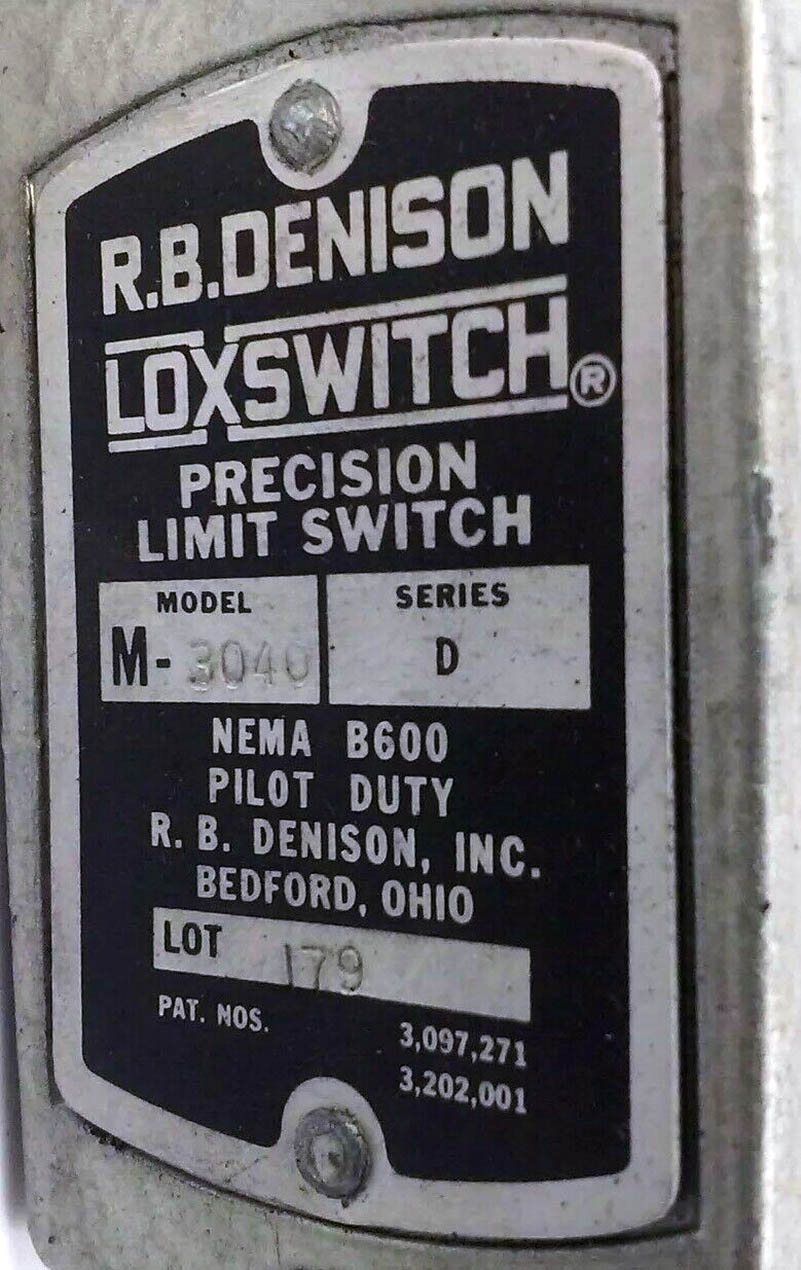 R.B.DENISON
LOXSWITCH®
PRECISION
LIMIT SWITCH
MODEL SERIES
M-3040 D
NEMA B600
PILOT DUTY
R. B. DENISON, INC.
BEDFORD, OHIO
LOT 179
PAT. NOS. 3,097,271
3,202,001